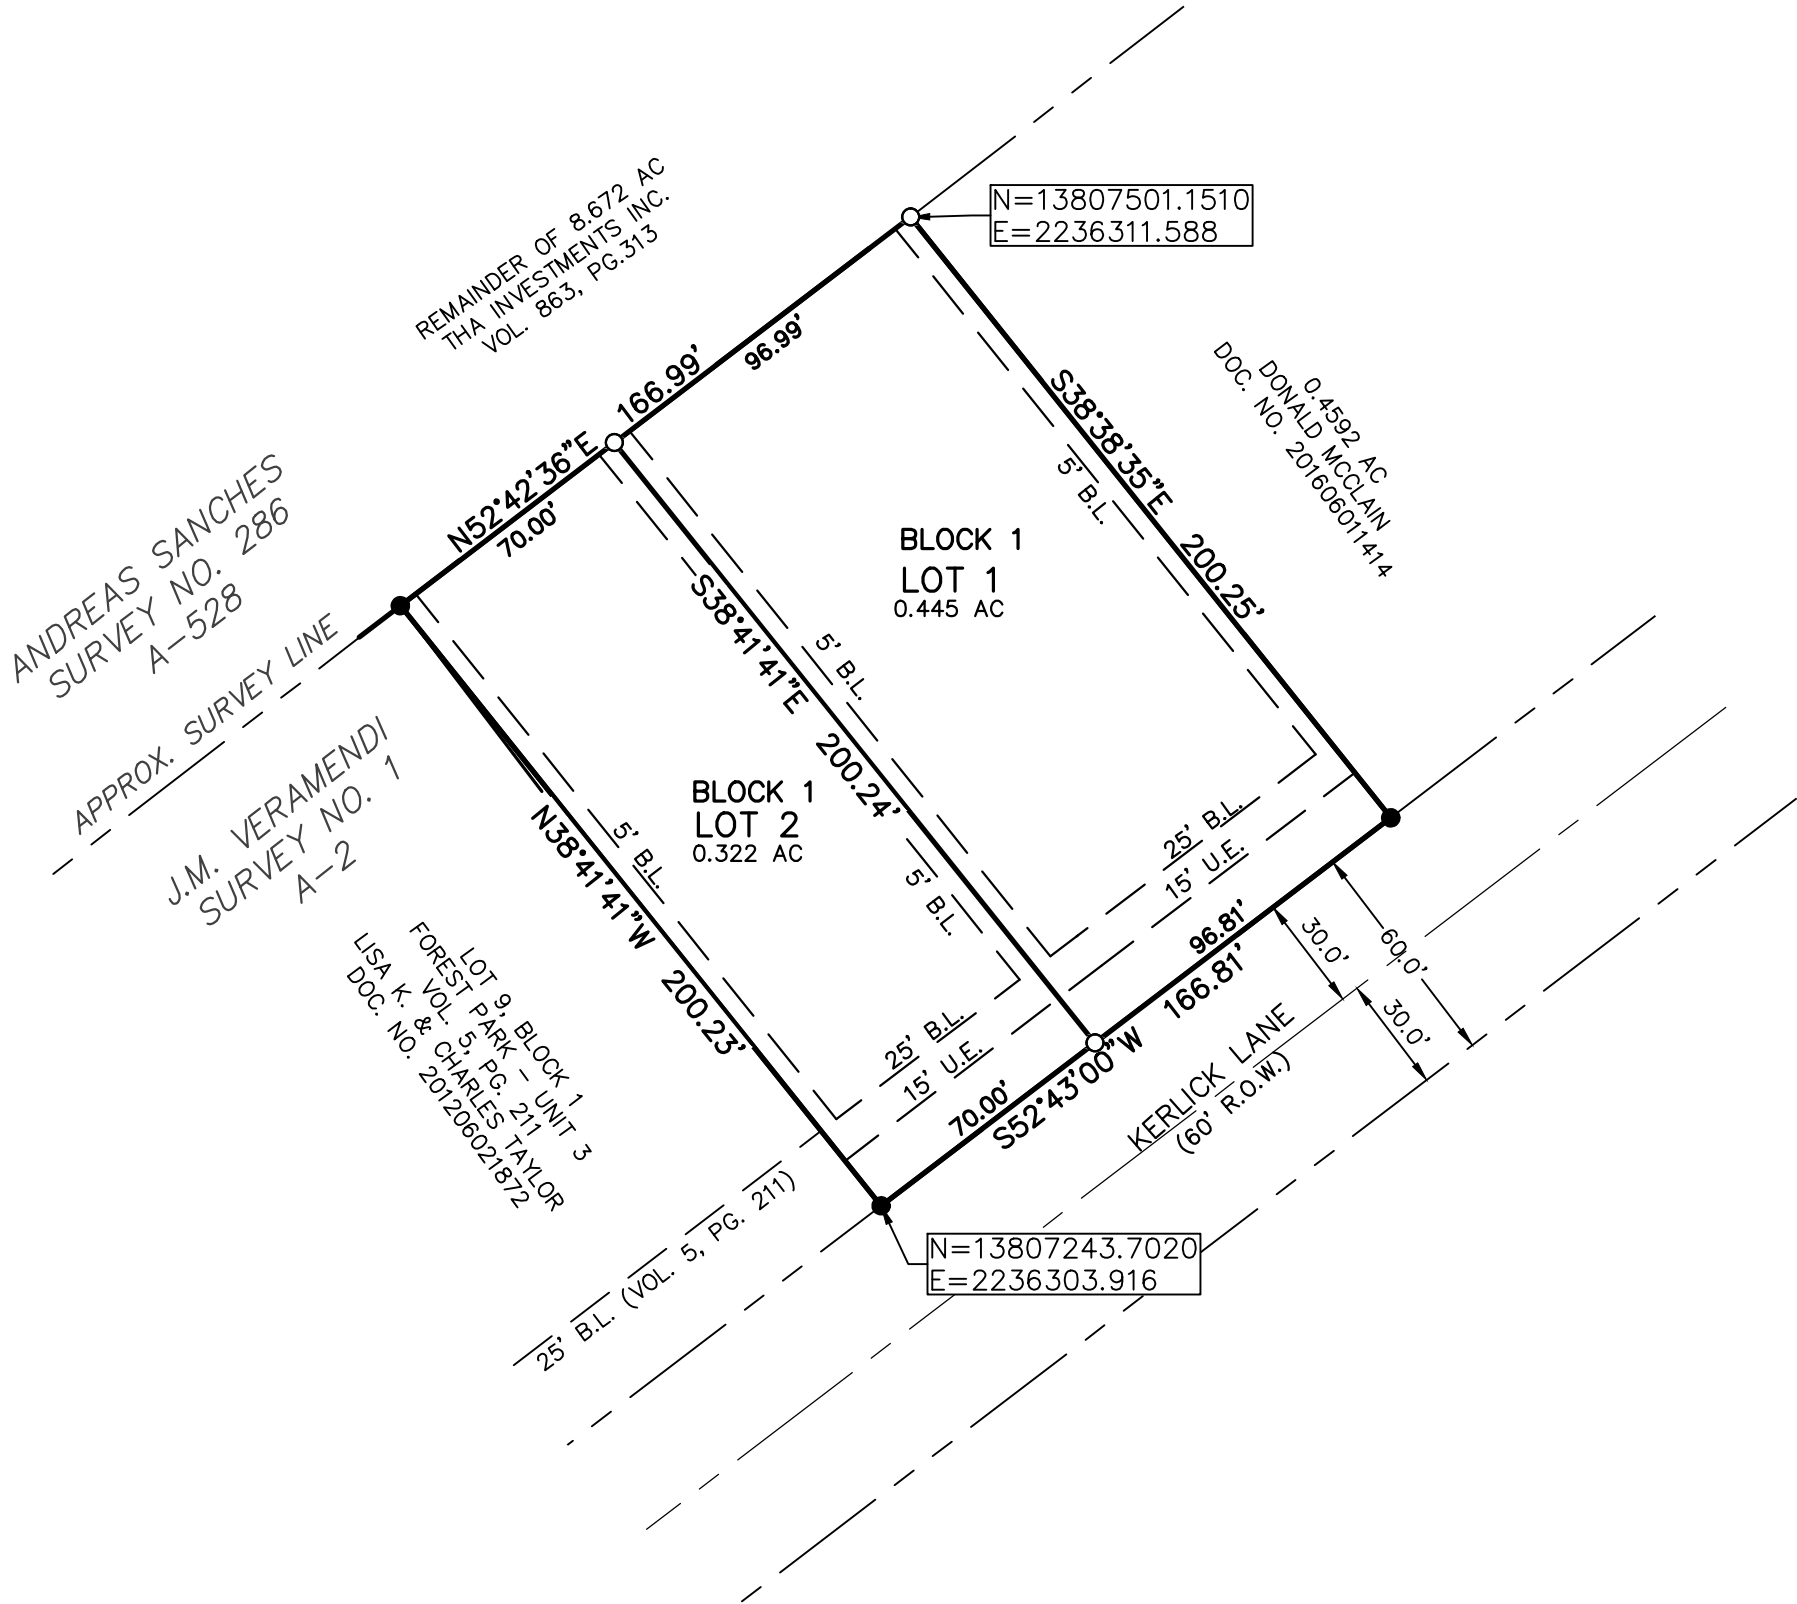 N=13807501.1510
E=2236311.588
REMAINDER OF 8.672 AC
THA INVESTMENTS INC.
VOL. 863, PG.313
166.99'
96.99'
N52°42'36"E
70.00'
S38°38'35"E
200.25'
5' B.L.
0.4592 AC
DONALD MCCLAIN
DOC. NO. 201606011414
ANDREAS SANCHES
SURVEY NO. 286
A-528
APPROX. SURVEY LINE
J.M. VERAMENDI
SURVEY NO. 1
A-2
BLOCK 1
LOT 1
0.445 AC
S38°41'41"E
200.24'
5' B.L.
5' B.L.
BLOCK 1
LOT 2
0.322 AC
5' B.L.
N38°41'41"W
200.23'
25' B.L.
15' U.E.
25' B.L.
15' U.E.
96.81'
166.81'
70.00'
S52°43'00"W
30.0'
60.0'
30.0'
KERLICK LANE
(60' R.O.W.)
LOT 9, BLOCK 1
FOREST PARK - UNIT 3
VOL. 5, PG. 211
LISA K. & CHARLES TAYLOR
DOC. NO. 201206021872
25' B.L. (VOL. 5, PG. 211)
N=13807243.7020
E=2236303.916